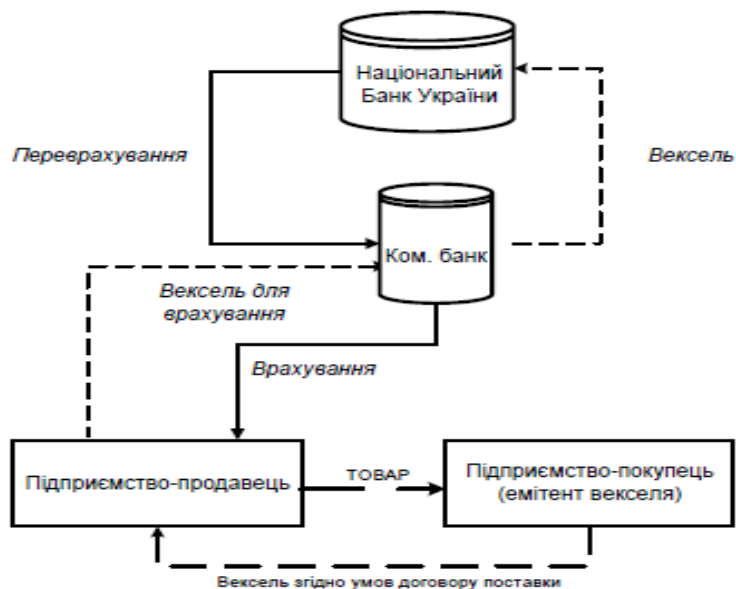 Національний
Банк України
Переврахування
Вексель
Ком. банк
Вексель для
врахування
Врахування
Підприємство-продавець
ТОВАР
Підприємство-покупець
(емітент векселя)
Вексель згідно умов договору поставки